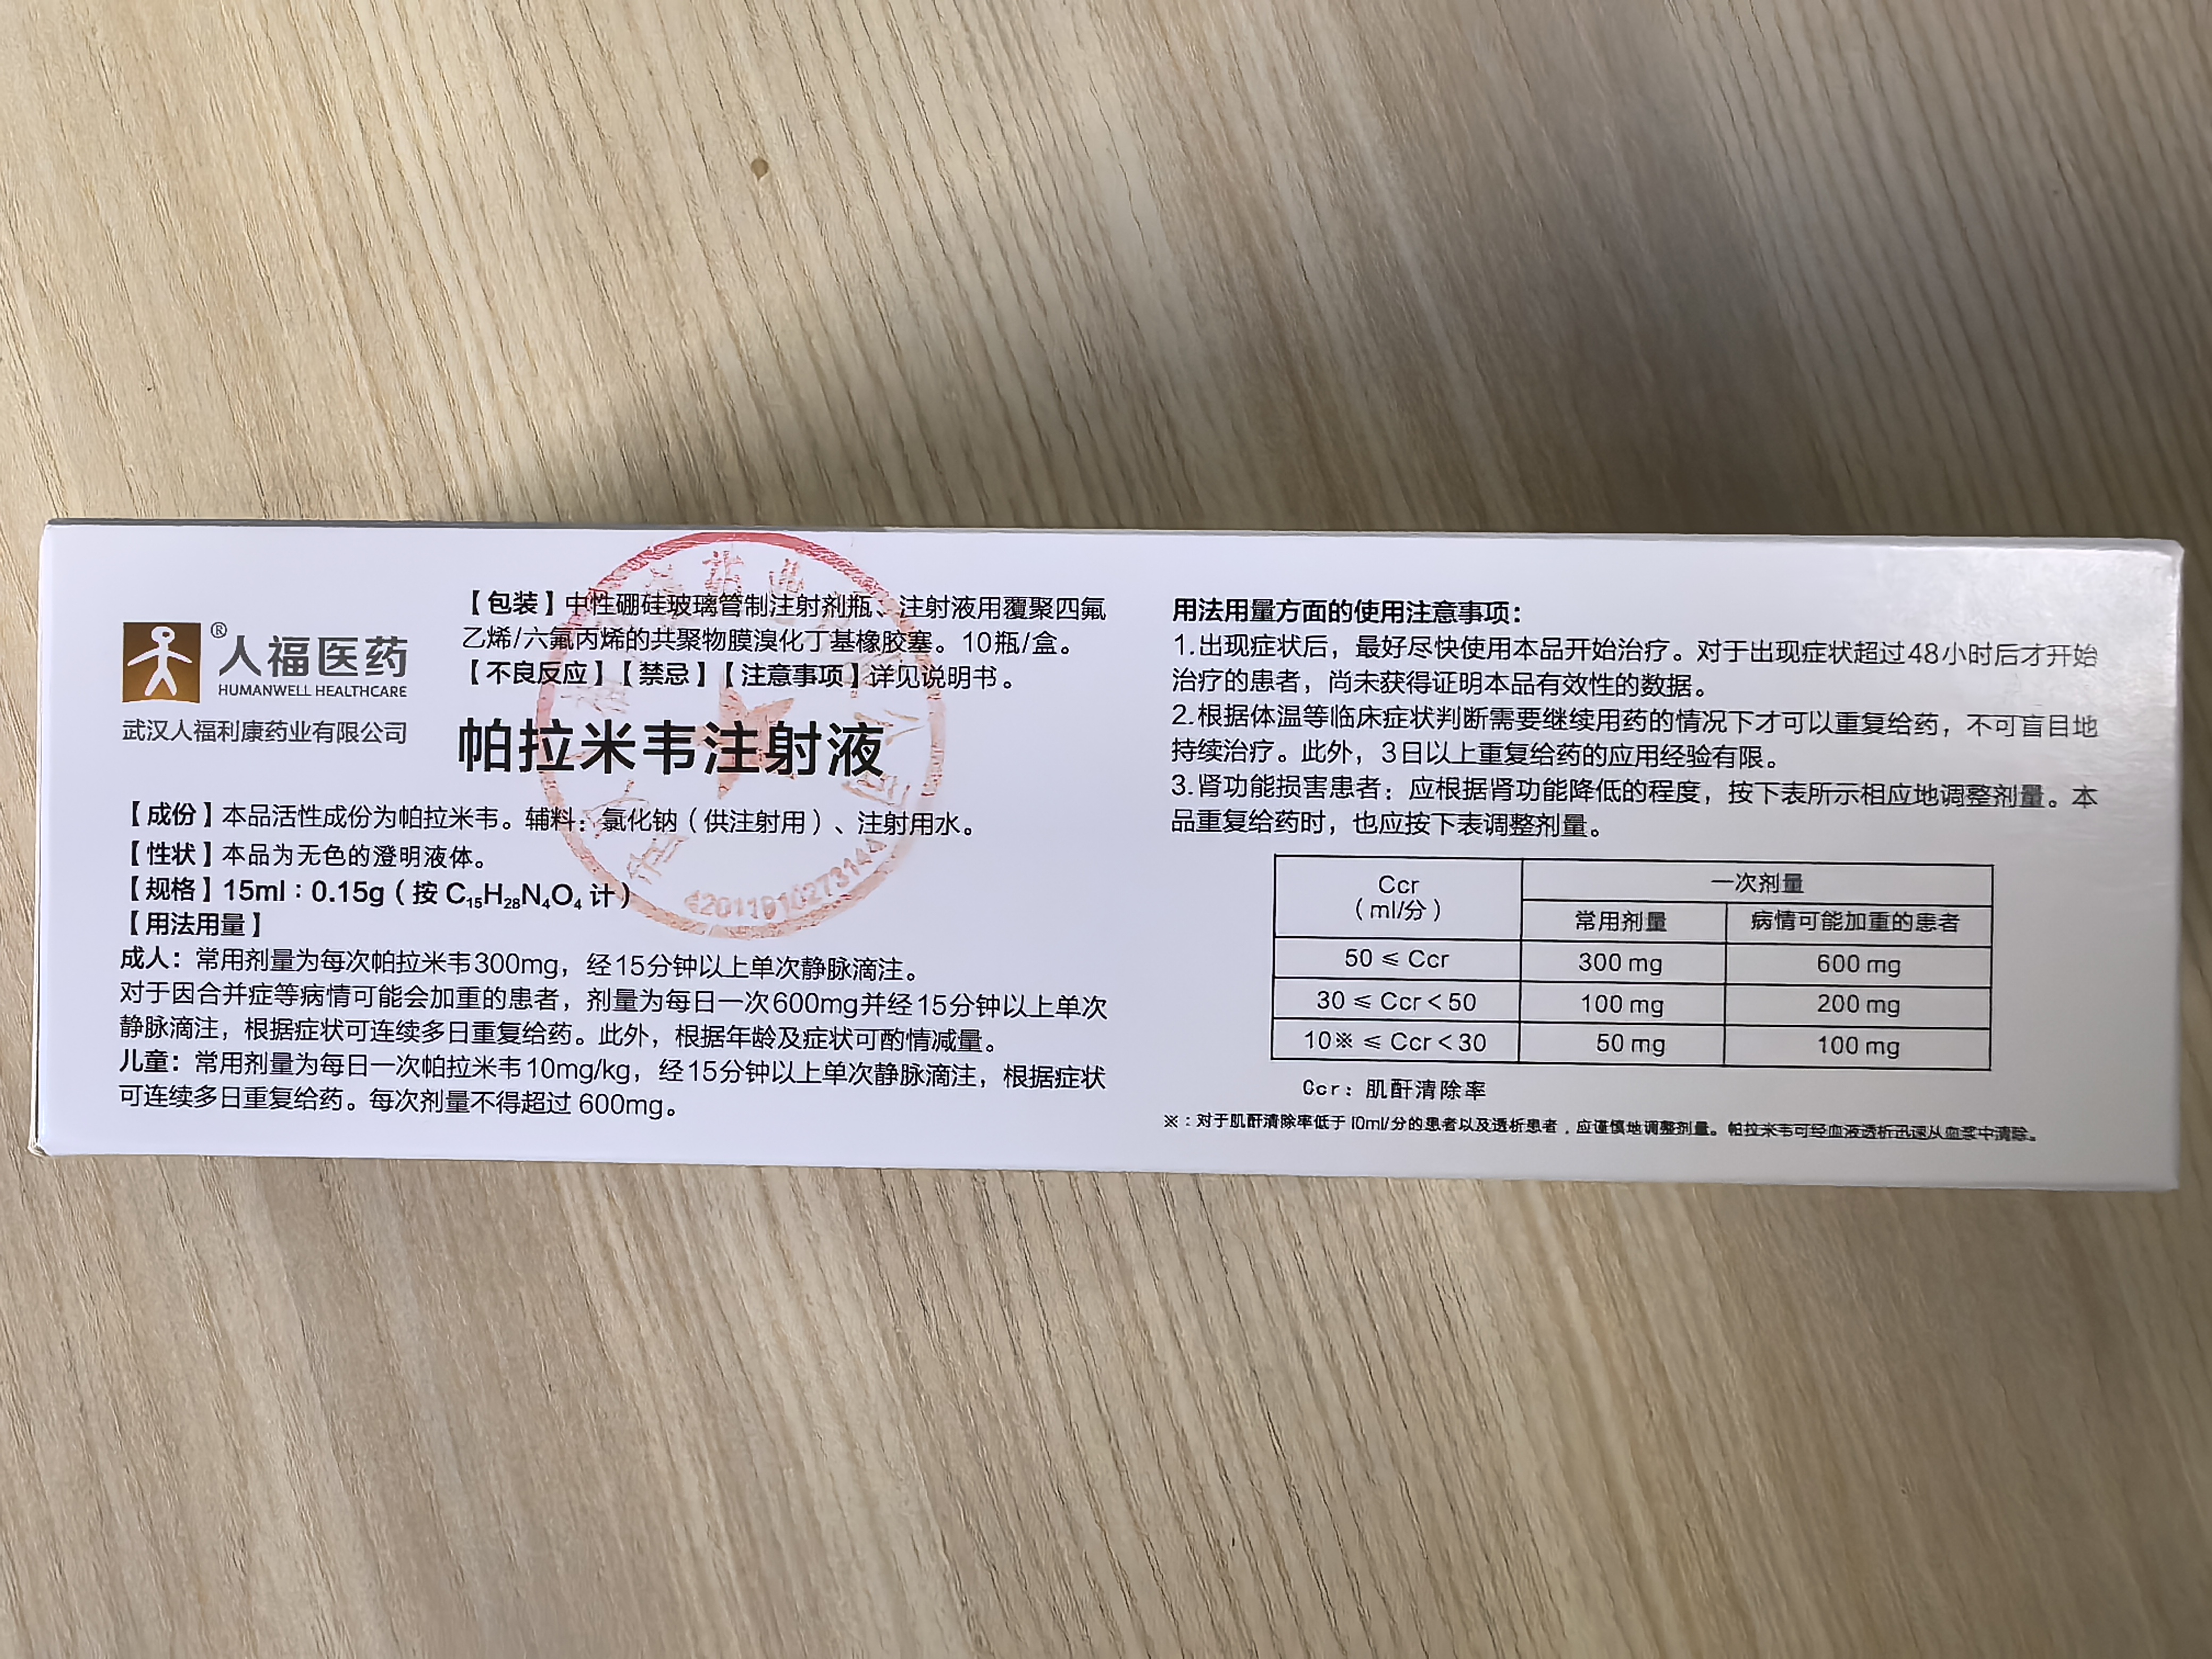 ®人福医药
HUMANWELL HEALTHCARE
武汉人福利康药业有限公司
【包装】中性硼硅玻璃管制注射剂瓶、注射液用覆聚四氟
乙烯/六氟丙烯的共聚物膜溴化丁基橡胶塞。10瓶/盒。
【不良反应】【禁忌】【注意事项】详见说明书。
帕拉米韦注射液
【成份】本品活性成份为帕拉米韦。辅料：氯化钠（供注射用）、注射用水。
【性状】本品为无色的澄明液体。
【规格】15ml：0.15g（按 C₁₅H₂₈N₄O₄ 计）
【用法用量】
成人：常用剂量为每次帕拉米韦300mg，经15分钟以上单次静脉滴注。
对于因合并症等病情可能会加重的患者，剂量为每日一次600mg并经15分钟以上单次
静脉滴注，根据症状可连续多日重复给药。此外，根据年龄及症状可酌情减量。
儿童：常用剂量为每日一次帕拉米韦10mg/kg，经15分钟以上单次静脉滴注，根据症状
可连续多日重复给药。每次剂量不得超过 600mg。
用法用量方面的使用注意事项：
1.出现症状后，最好尽快使用本品开始治疗。对于出现症状超过48小时后才开始
治疗的患者，尚未获得证明本品有效性的数据。
2.根据体温等临床症状判断需要继续用药的情况下才可以重复给药，不可盲目地
持续治疗。此外，3日以上重复给药的应用经验有限。
3.肾功能损害患者：应根据肾功能降低的程度，按下表所示相应地调整剂量。本
品重复给药时，也应按下表调整剂量。
Ccr
（ml/分）
一次剂量
常用剂量 病情可能加重的患者
50 ≤ Ccr 300 mg 600 mg
30 ≤ Ccr < 50 100 mg 200 mg
10※ ≤ Ccr < 30 50 mg 100 mg
Ccr：肌酐清除率
※：对于肌酐清除率低于10ml/分的患者以及透析患者，应谨慎地调整剂量。帕拉米韦可经血液透析迅速从血浆中清除。